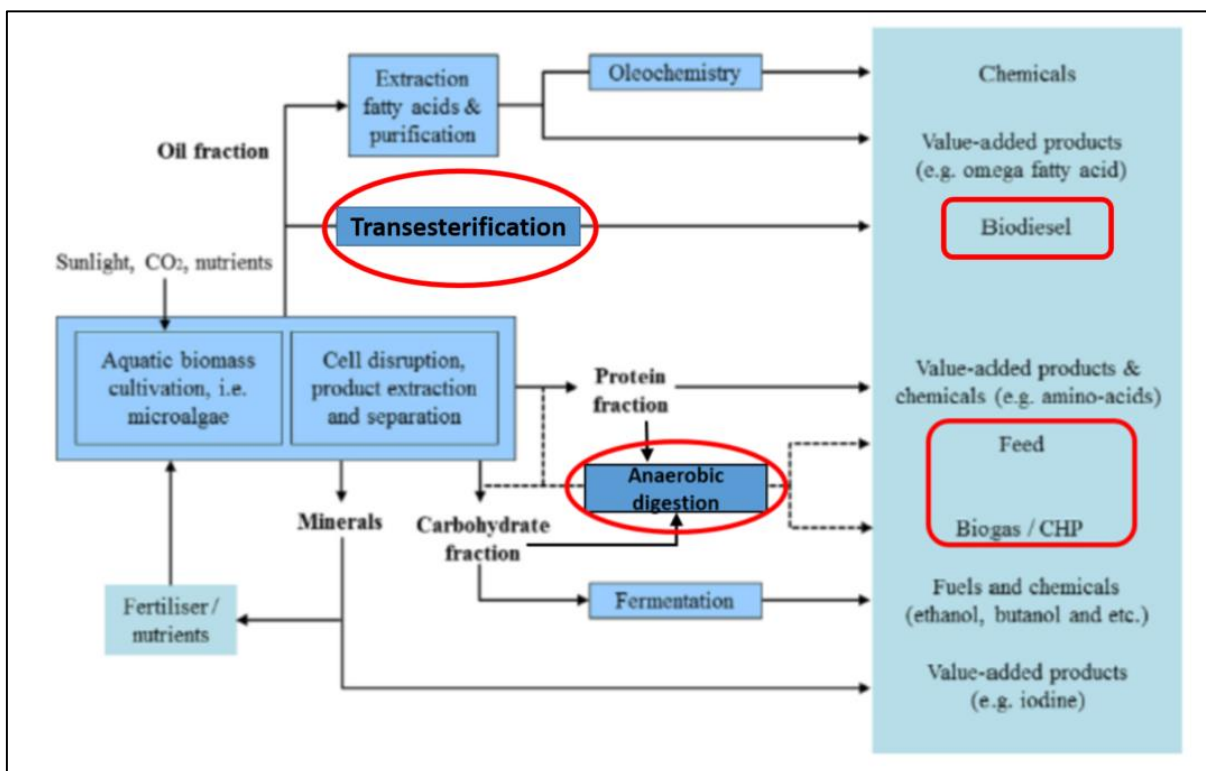 Extraction
fatty acids &
purification
Oleochemistry
Chemicals
Oil fraction
Value-added products
(e.g. omega fatty acid)
Transesterification
Biodiesel
Sunlight, CO₂, nutrients
Aquatic biomass
cultivation, i.e.
microalgae
Cell disruption,
product extraction
and separation
Protein
fraction
Value-added products &
chemicals (e.g. amino-acids)
Feed
Anaerobic
digestion
Minerals
Carbohydrate
fraction
Biogas / CHP
Fertiliser /
nutrients
Fermentation
Fuels and chemicals
(ethanol, butanol and etc.)
Value-added products
(e.g. iodine)